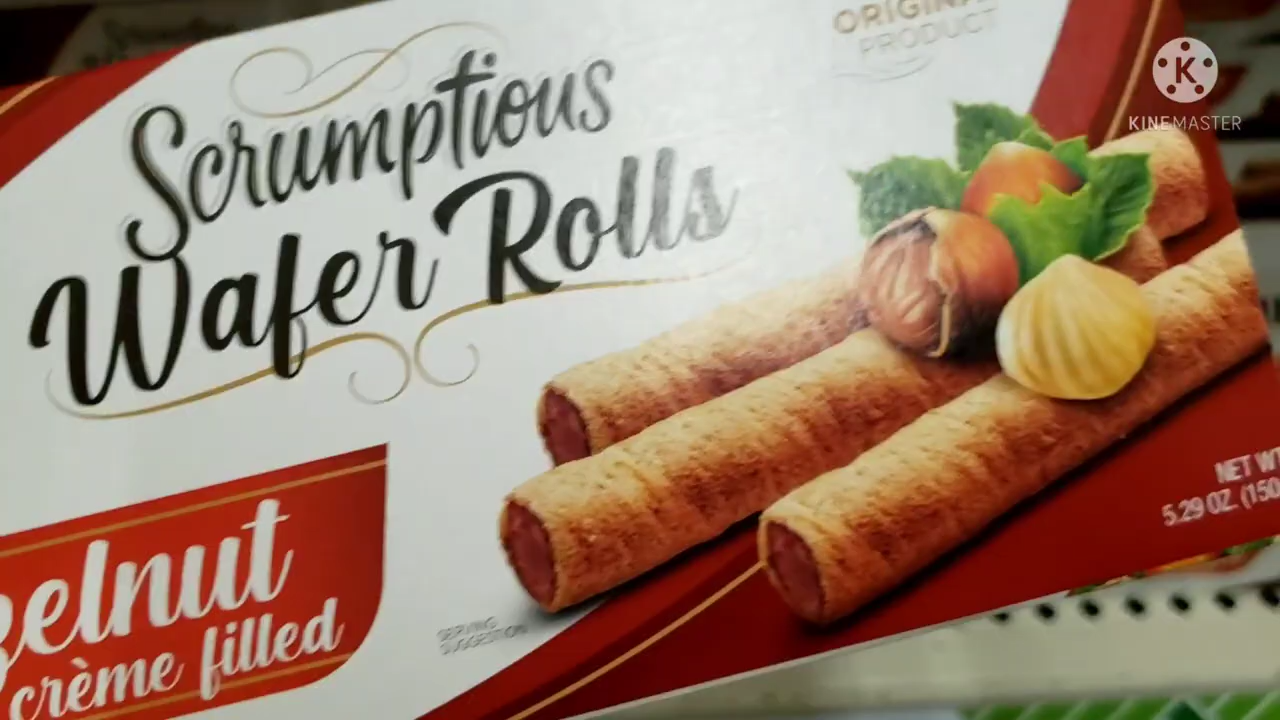 ORIGINAL
PRODUCT
KINEMASTER
Scrumptious
Wafer Rolls
NET WT
5.29 OZ. (150
zelnut
crème filled
SERVING
SUGGESTION